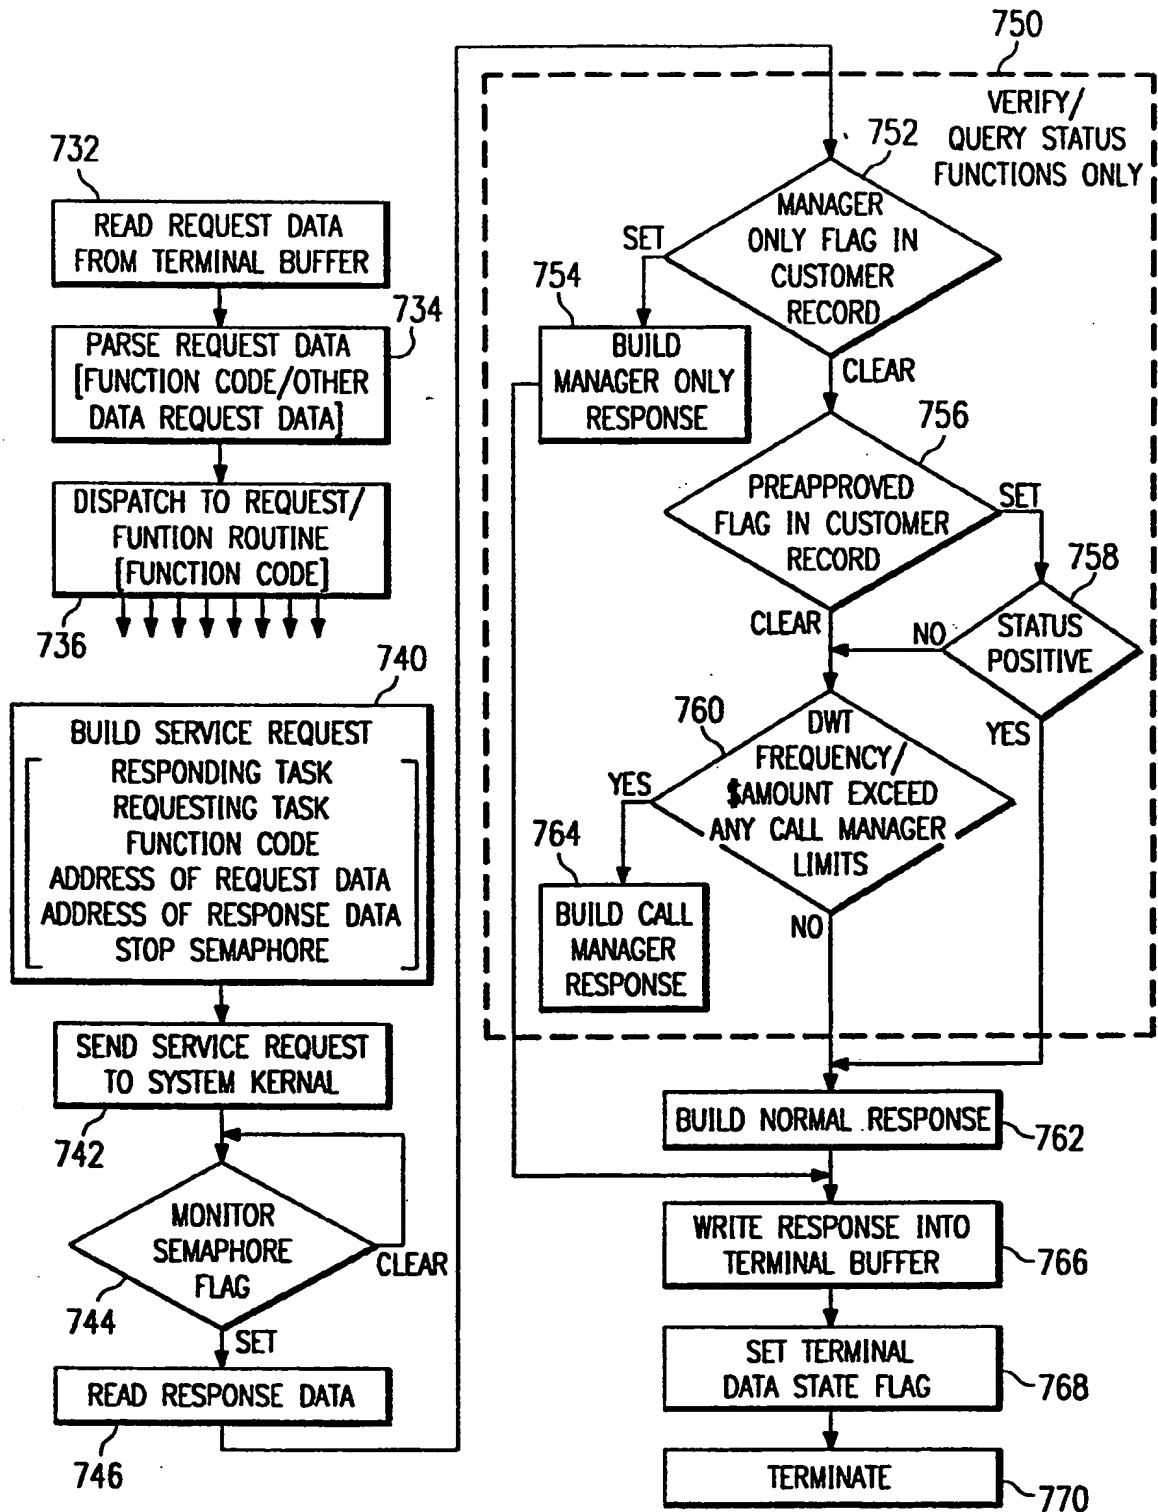 732
READ REQUEST DATA
FROM TERMINAL BUFFER
734
PARSE REQUEST DATA
[FUNCTION CODE/OTHER
DATA REQUEST DATA]
DISPATCH TO REQUEST/
FUNTION ROUTINE
[FUNCTION CODE]
736
740
BUILD SERVICE REQUEST
RESPONDING TASK
REQUESTING TASK
FUNCTION CODE
ADDRESS OF REQUEST DATA
ADDRESS OF RESPONSE DATA
STOP SEMAPHORE
SEND SERVICE REQUEST
TO SYSTEM KERNAL
742
MONITOR
SEMAPHORE
FLAG
CLEAR
744
SET
READ RESPONSE DATA
746
750
VERIFY/
QUERY STATUS
FUNCTIONS ONLY
752
MANAGER
ONLY FLAG IN
CUSTOMER
RECORD
SET
754
BUILD
MANAGER ONLY
RESPONSE
CLEAR
756
PREAPPROVED
FLAG IN CUSTOMER
RECORD
SET
758
STATUS
POSITIVE
CLEAR
NO
YES
760
DWT
FREQUENCY/
$AMOUNT EXCEED
ANY CALL MANAGER
LIMITS
YES
764
BUILD CALL
MANAGER
RESPONSE
NO
BUILD NORMAL RESPONSE
762
WRITE RESPONSE INTO
TERMINAL BUFFER
766
SET TERMINAL
DATA STATE FLAG
768
TERMINATE
770